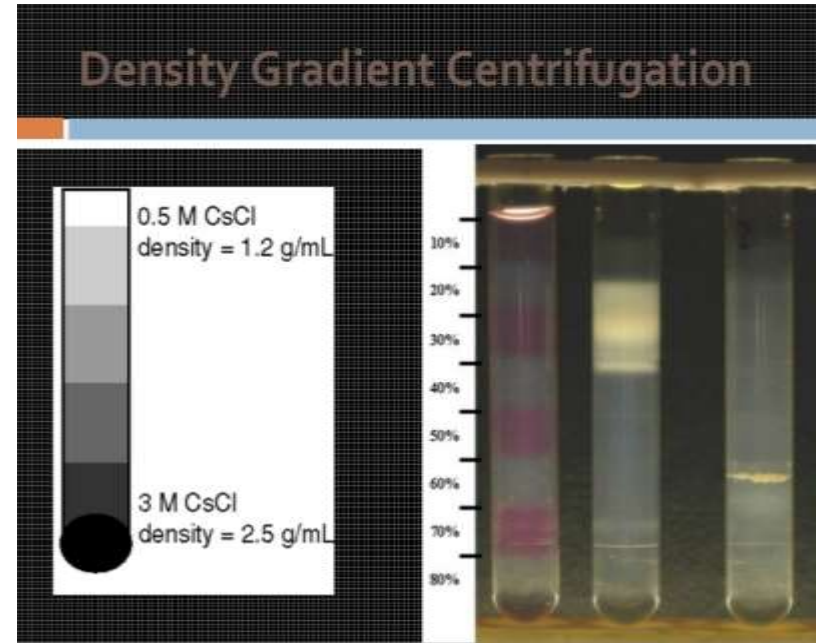 Density Gradient Centrifugation
0.5 M CsCl
density = 1.2 g/mL
3 M CsCl
density = 2.5 g/mL
10%
20%
30%
40%
50%
60%
70%
80%